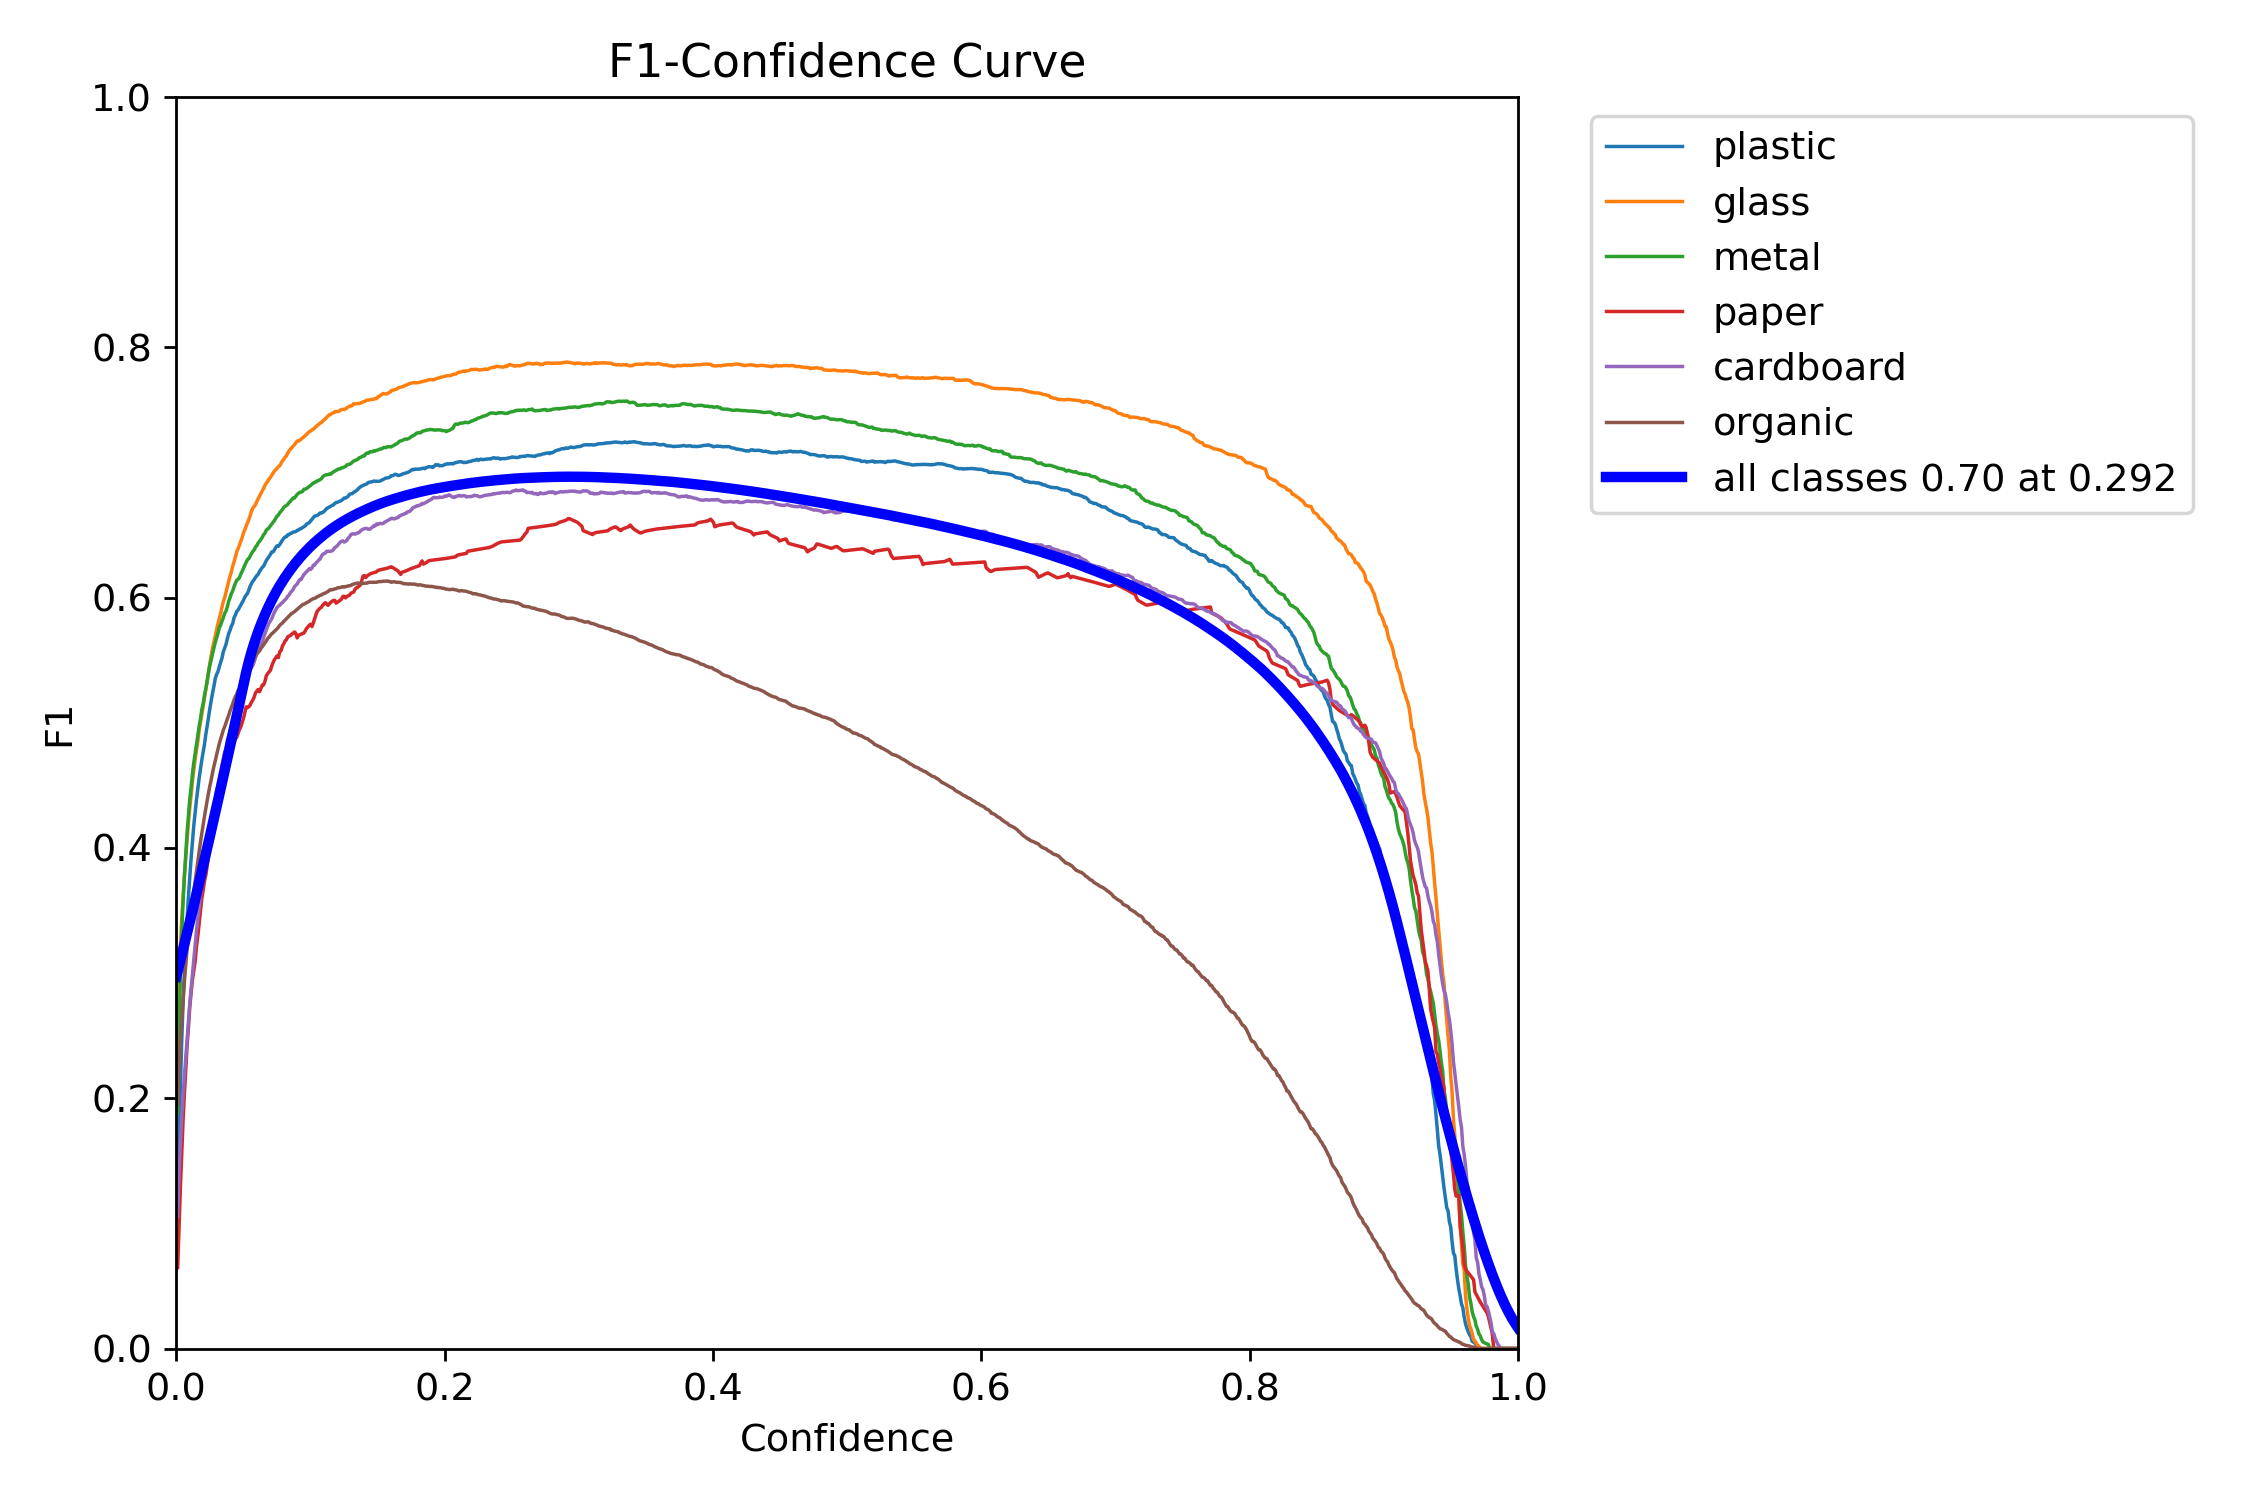 F1-Confidence Curve
1.0
0.8
0.6
0.4
0.2
0.0
F1
0.0 0.2 0.4 0.6 0.8 1.0
Confidence
plastic
glass
metal
paper
cardboard
organic
all classes 0.70 at 0.292